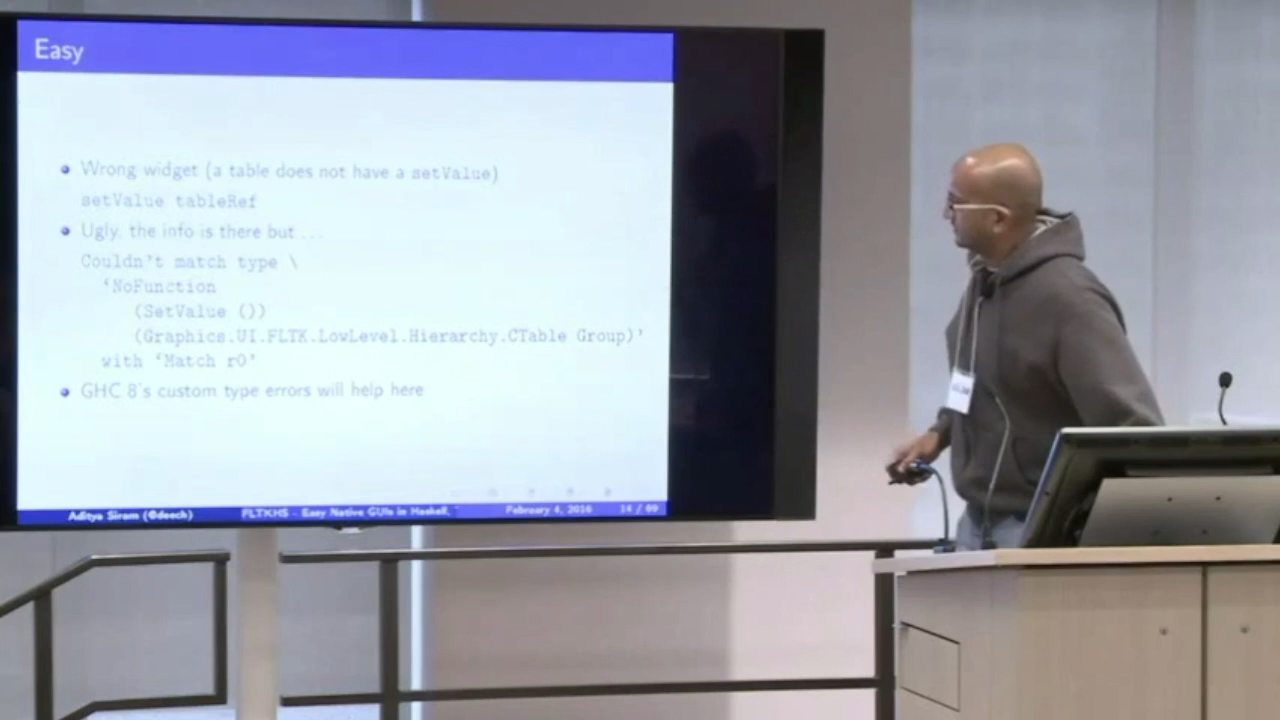 Easy
Wrong widget (a table does not have a setValue)
setValue tableRef
Ugly, the info is there but ...
Couldn't match type \
‘NoFunction
(SetValue ())
(Graphics.UI.FLTK.LowLevel.Hierarchy.CTable Group)’
with ‘Match r0’
GHC 8's custom type errors will help here
Aditya Siram (@deech) FLTKHS - Easy Native GUIs in Haskell, February 4, 2016 14 / 69